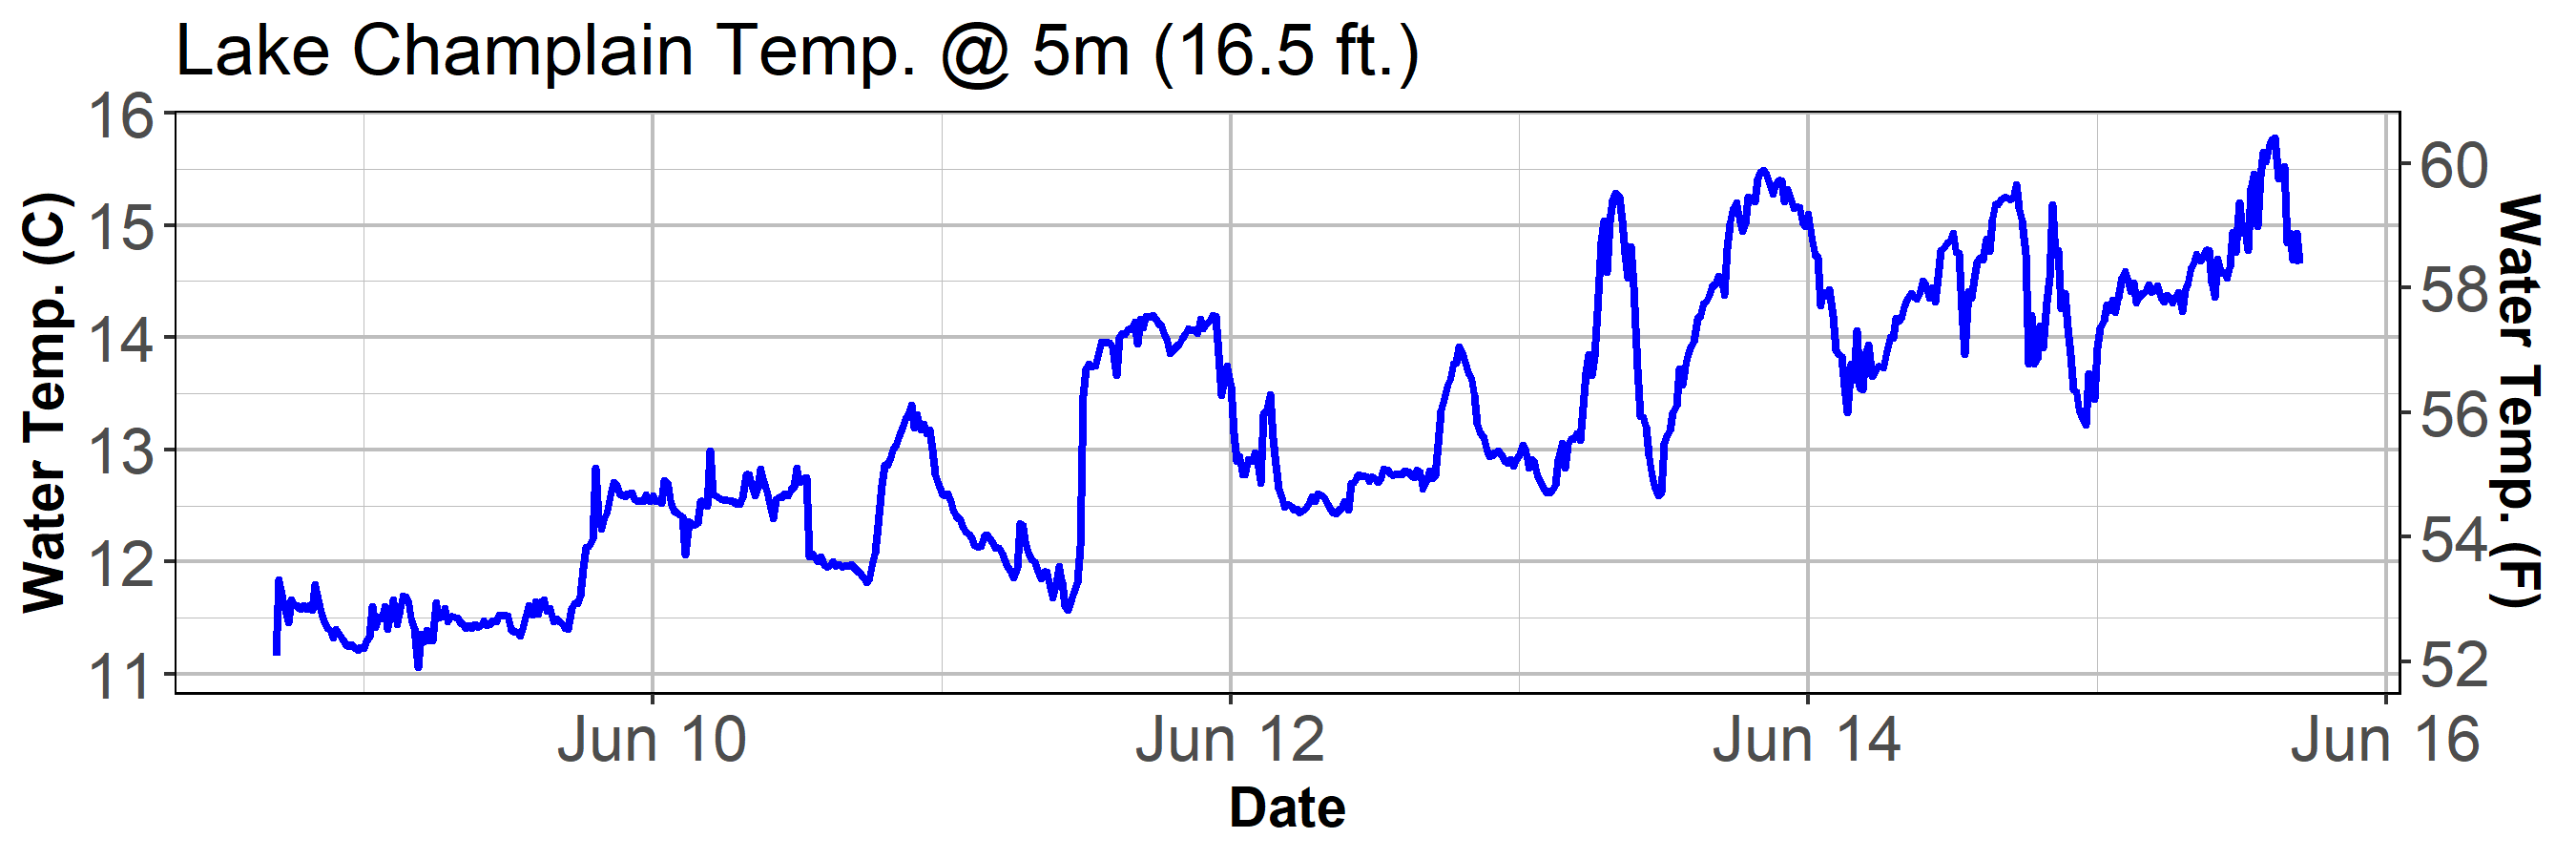 Lake Champlain Temp. @ 5m (16.5 ft.)
Water Temp. (C)
16
15
14
13
12
11
60
58
56
54
52
Water Temp. (F)
Jun 10
Jun 12
Jun 14
Jun 16
Date